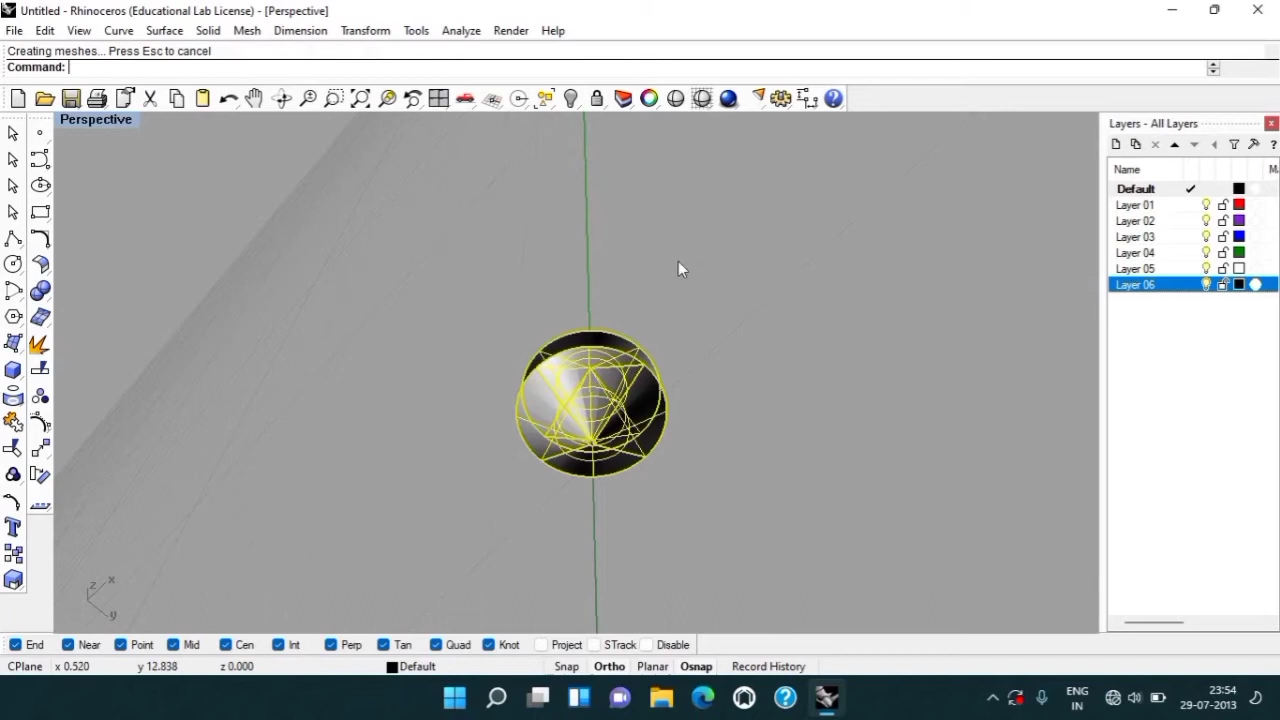 Untitled - Rhinoceros (Educational Lab License) - [Perspective]
File Edit View Curve Surface Solid Mesh Dimension Transform Tools Analyze Render Help
Creating meshes... Press Esc to cancel
Command:
Perspective
Layers - All Layers
Name
Default
Layer 01
Layer 02
Layer 03
Layer 04
Layer 05
Layer 06
z x
y
End Near Point Mid Cen Int Perp Tan Quad Knot Project STrack Disable
CPlane x 0.520 y 12.838 z 0.000 Default Snap Ortho Planar Osnap Record History
ENG
IN
23:54
29-07-2013